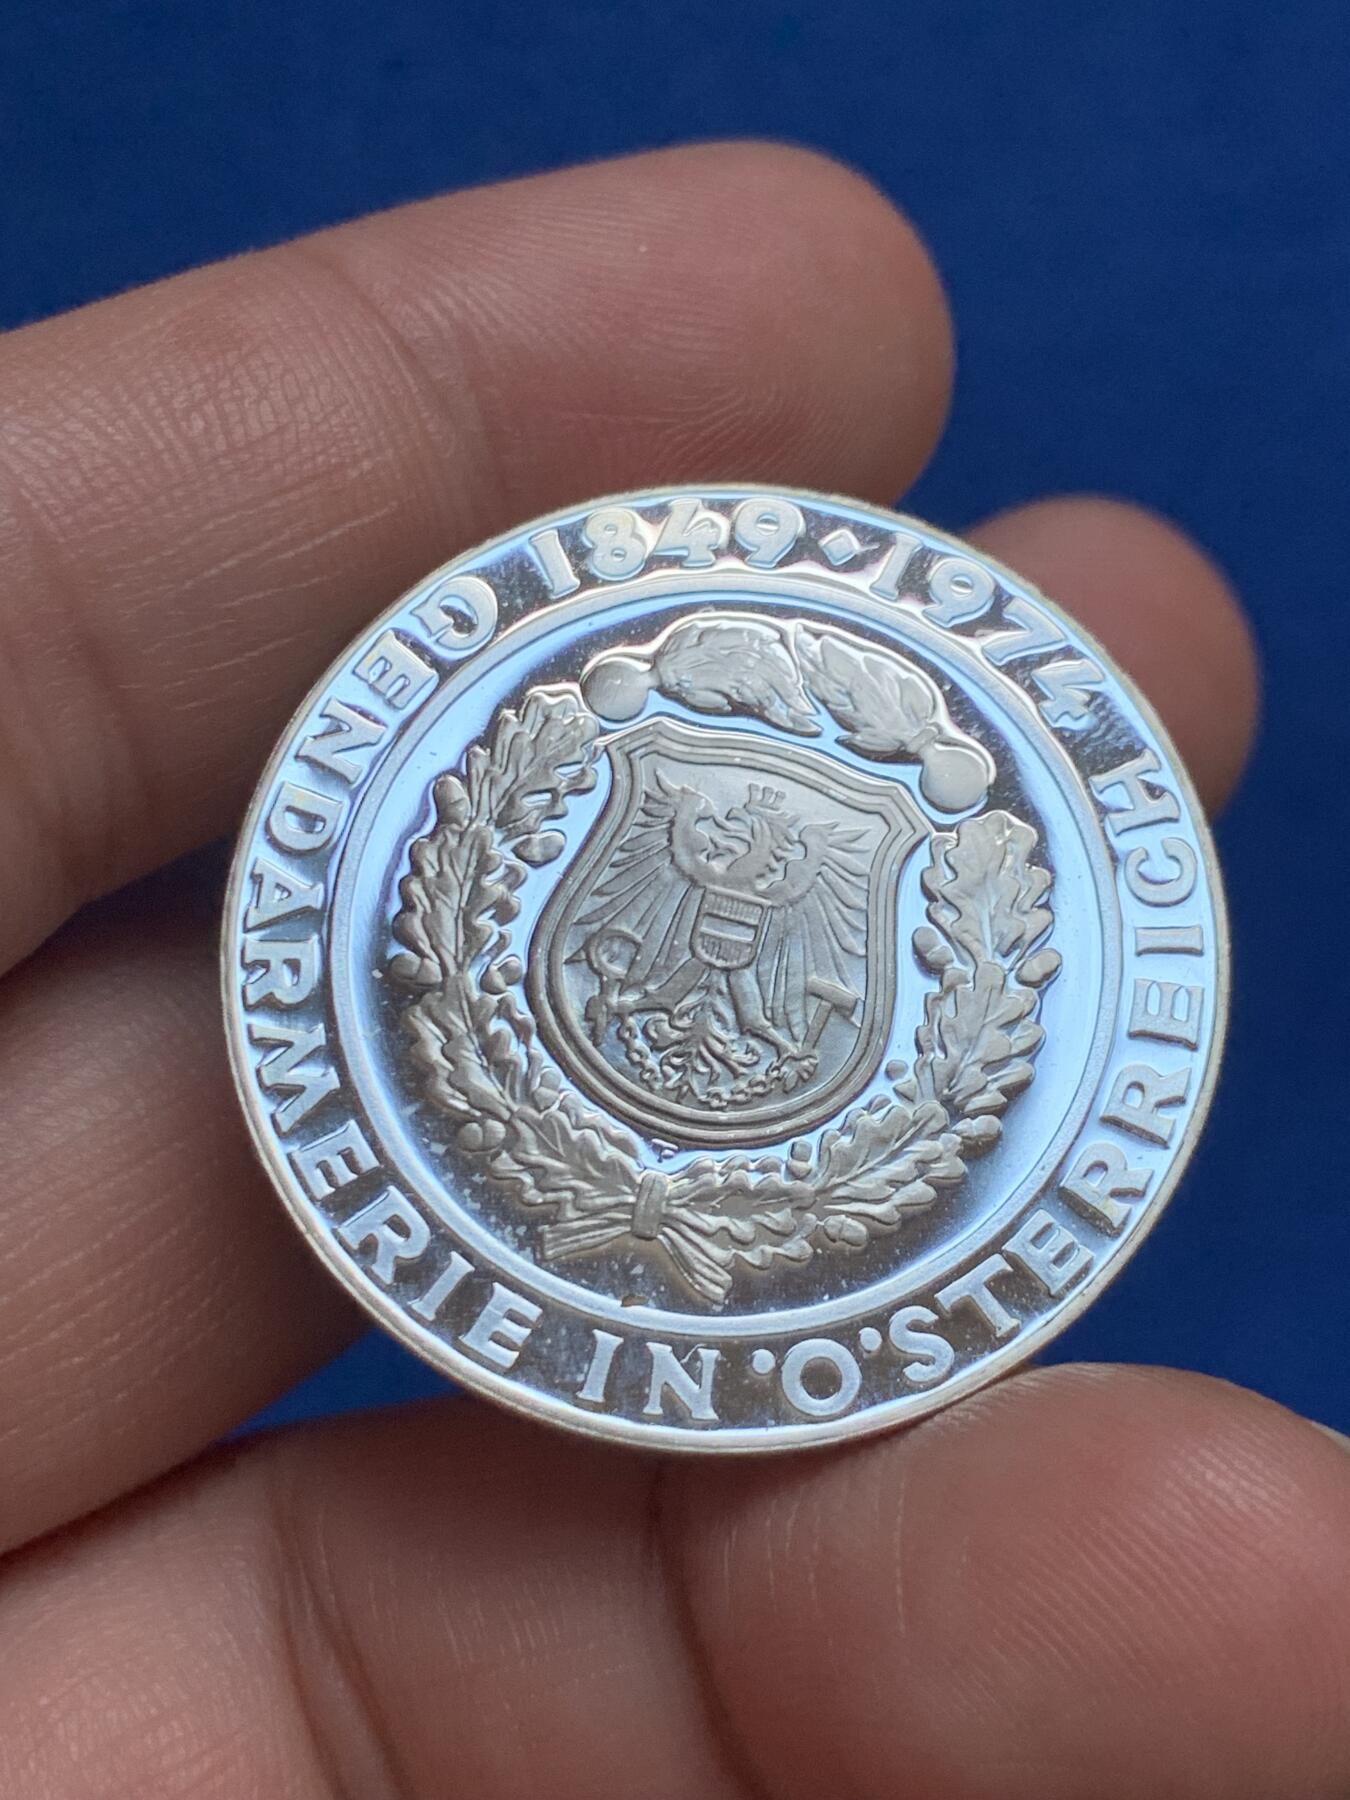 1849 ⬥ 1974
GENDARMERIE IN ÖSTERREICH